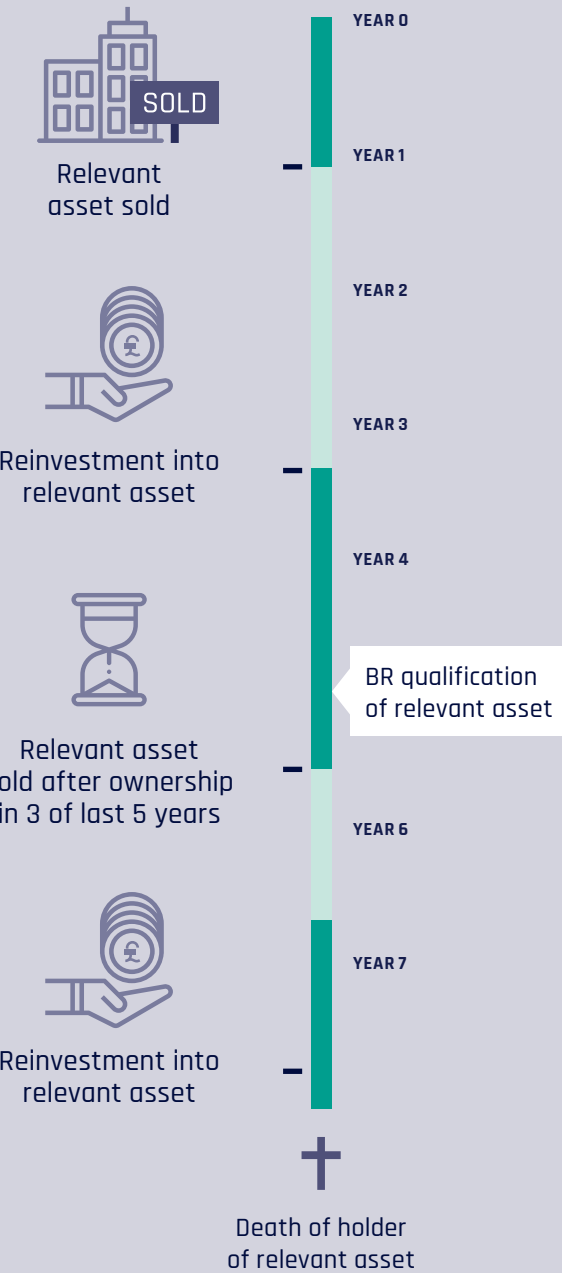 YEAR 0
SOLD
YEAR 1
Relevant
asset sold
YEAR 2
£
YEAR 3
Reinvestment into
relevant asset
YEAR 4
BR qualification
of relevant asset
Relevant asset
old after ownership
in 3 of last 5 years
YEAR 6
£
YEAR 7
Reinvestment into
relevant asset
Death of holder
of relevant asset